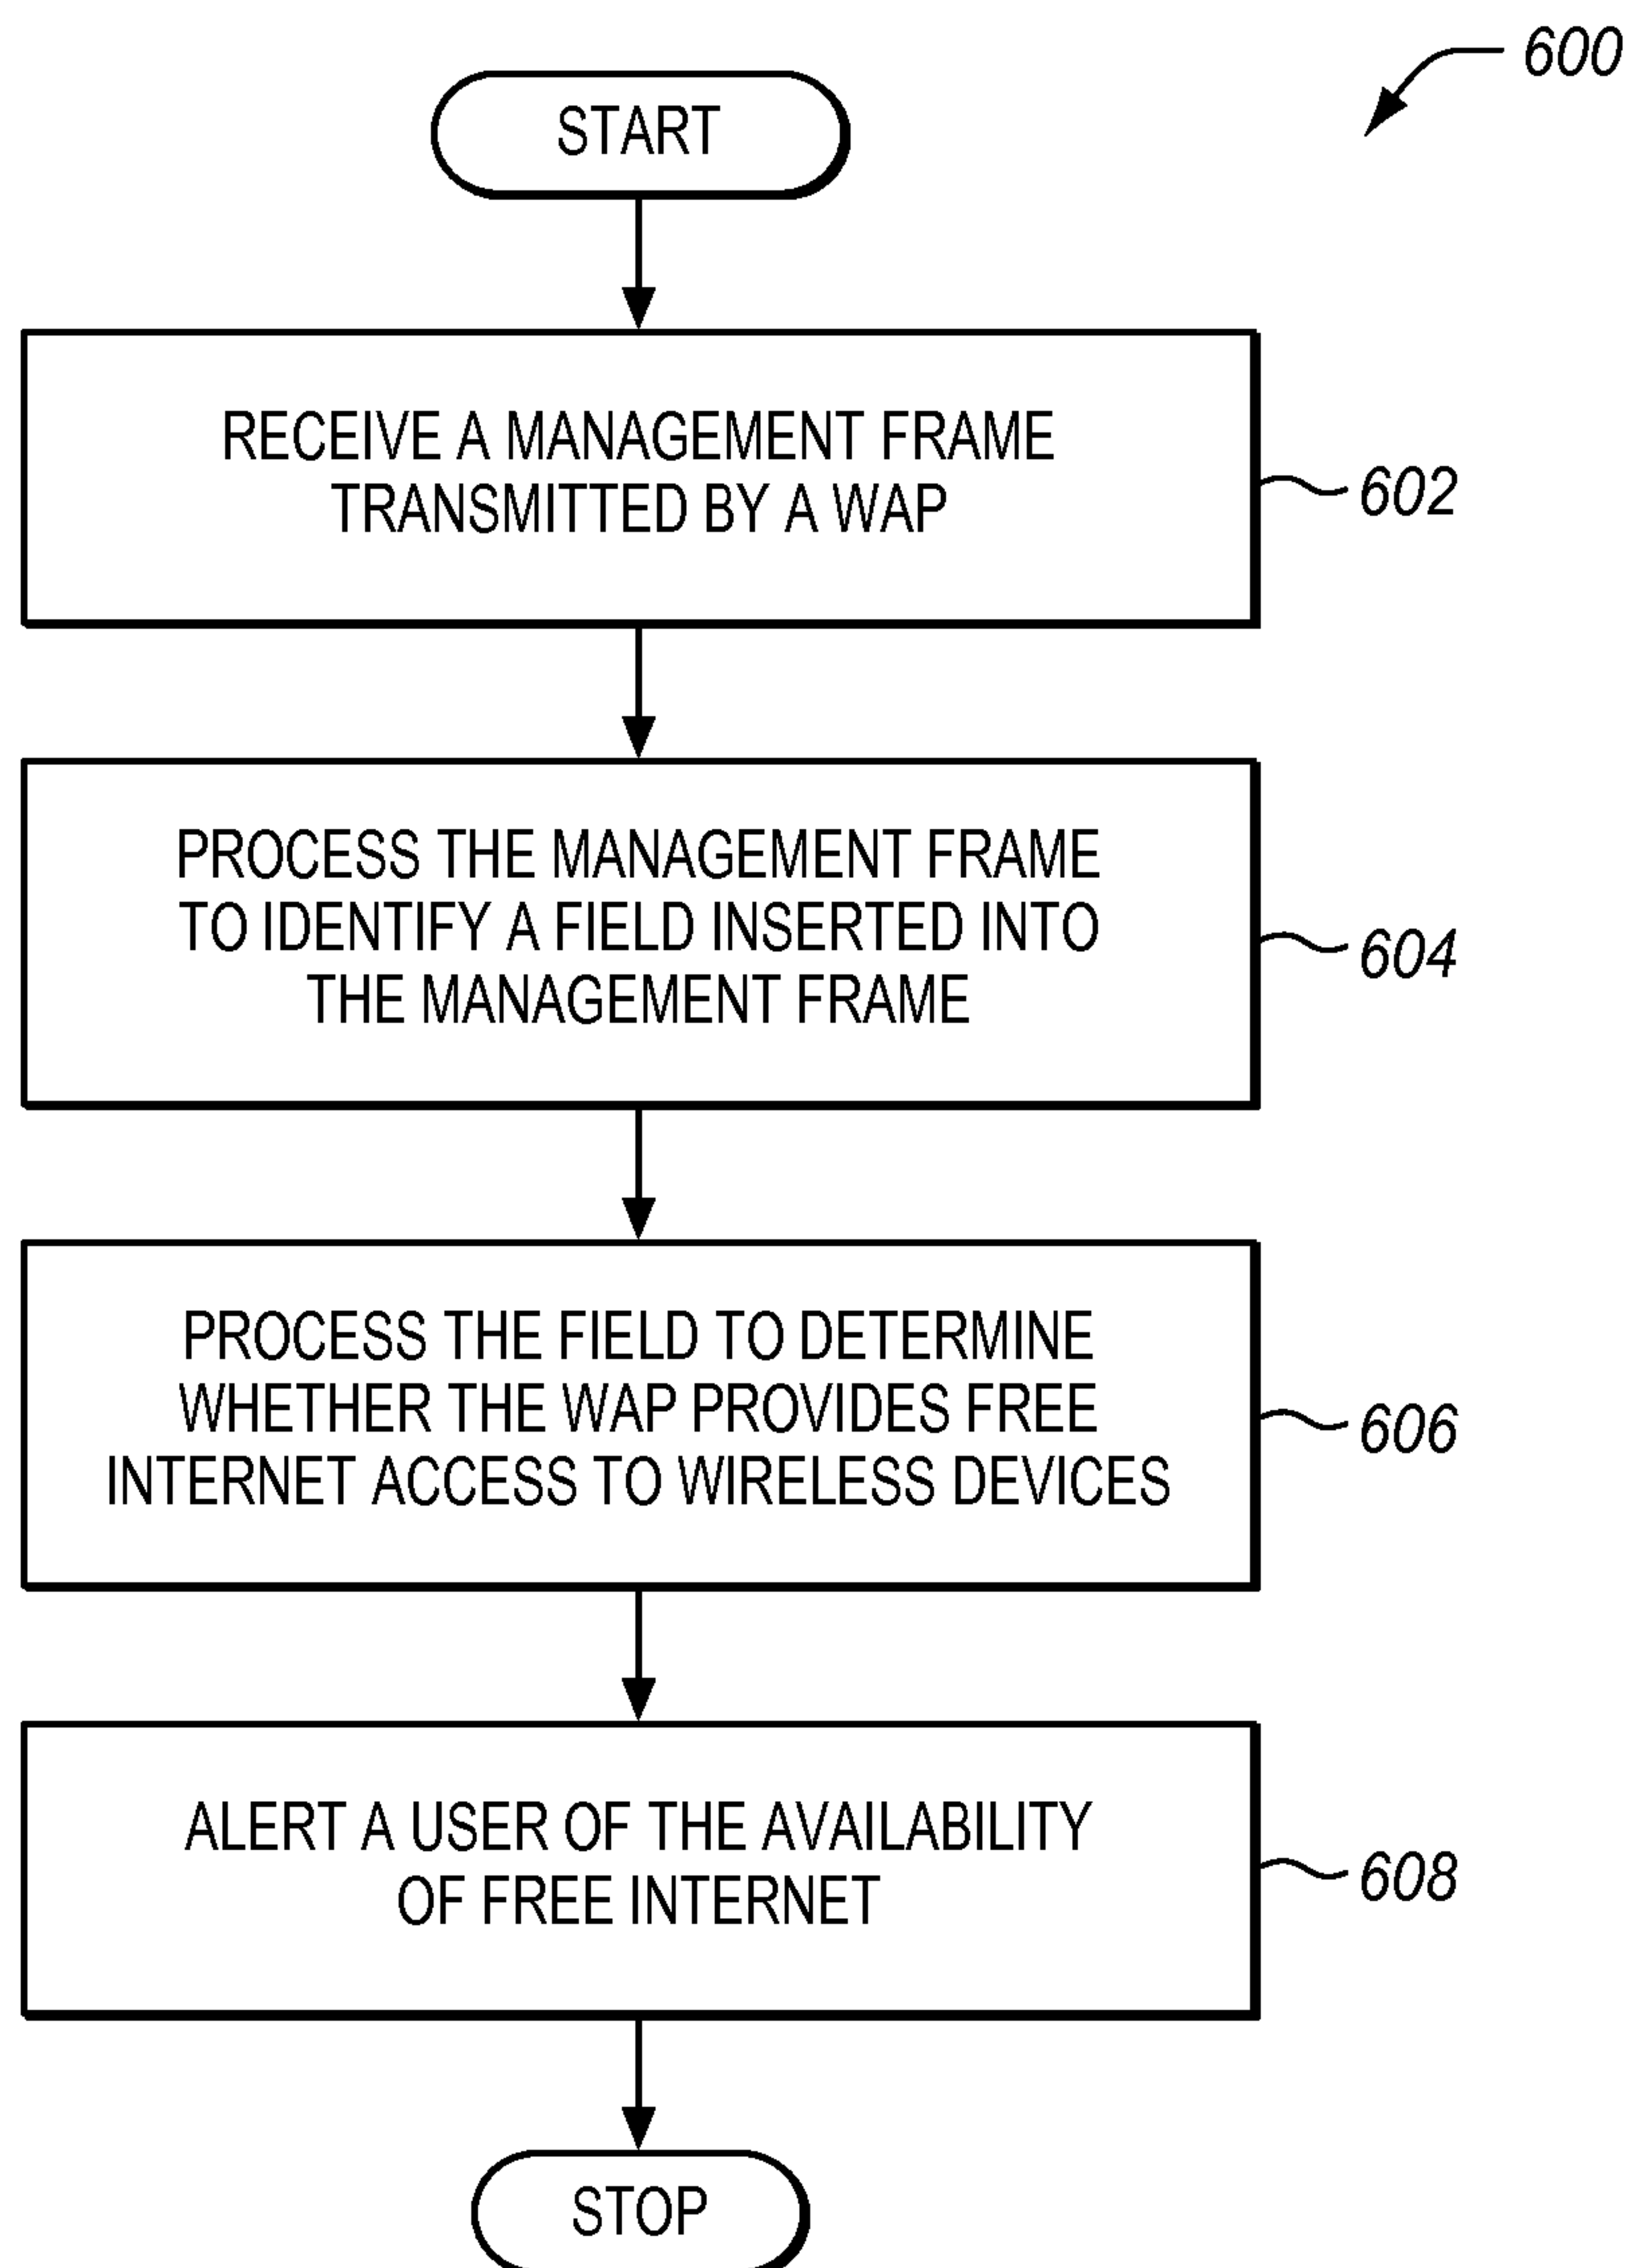 600
START
RECEIVE A MANAGEMENT FRAME
TRANSMITTED BY A WAP
602
PROCESS THE MANAGEMENT FRAME
TO IDENTIFY A FIELD INSERTED INTO
THE MANAGEMENT FRAME
604
PROCESS THE FIELD TO DETERMINE
WHETHER THE WAP PROVIDES FREE
INTERNET ACCESS TO WIRELESS DEVICES
606
ALERT A USER OF THE AVAILABILITY
OF FREE INTERNET
608
STOP